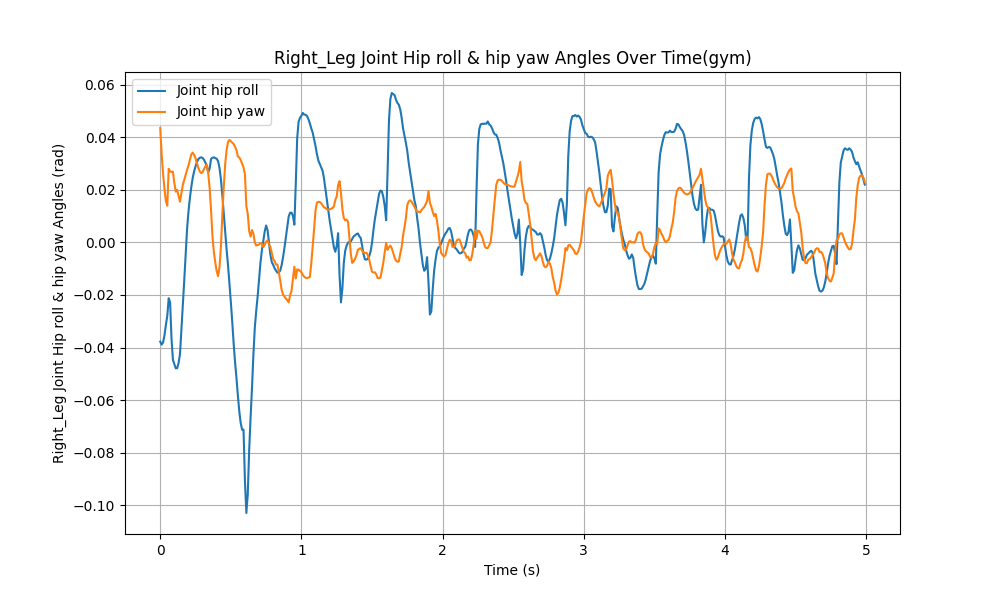 Right_Leg Joint Hip roll & hip yaw Angles Over Time(gym)
Joint hip roll
Joint hip yaw
Right_Leg Joint Hip roll & hip yaw Angles (rad)
0.06
0.04
0.02
0.00
−0.02
−0.04
−0.06
−0.08
−0.10
0 1 2 3 4 5
Time (s)